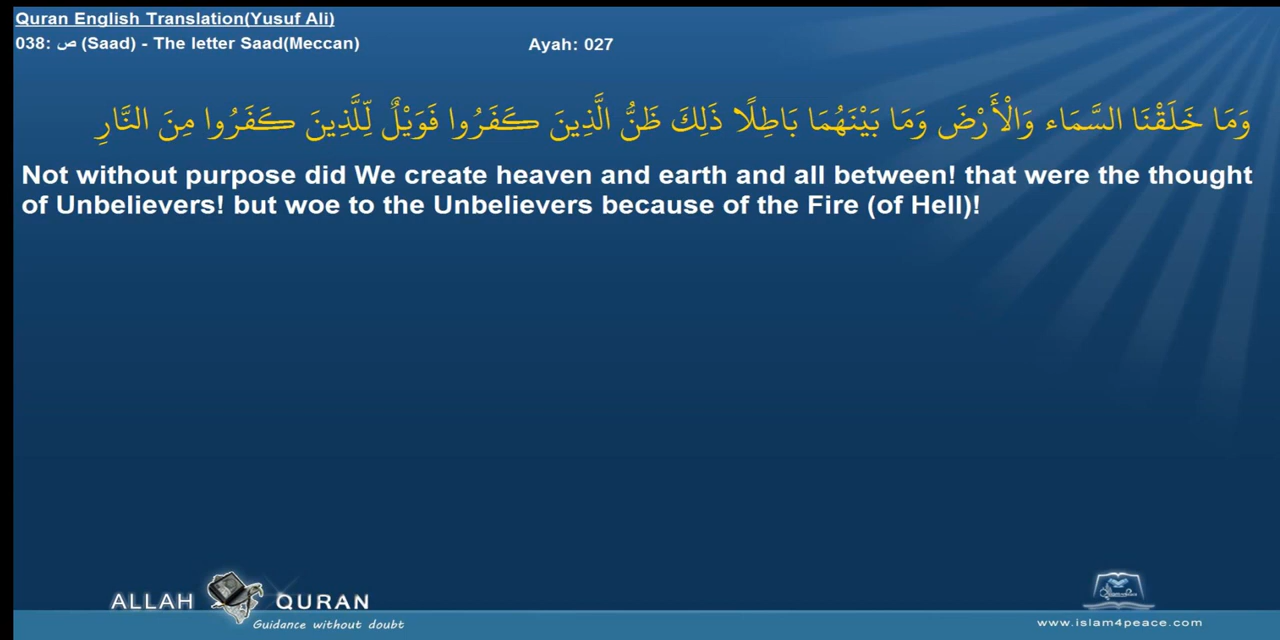 Quran English Translation(Yusuf Ali)
038: ص (Saad) - The letter Saad(Meccan) Ayah: 027
وَمَا خَلَقْنَا السَّمَاء وَالْأَرْضَ وَمَا بَيْنَهُمَا بَاطِلًا ذَلِكَ ظَنُّ الَّذِينَ كَفَرُوا فَوَيْلٌ لِّلَّذِينَ كَفَرُوا مِنَ النَّارِ
Not without purpose did We create heaven and earth and all between! that were the thought
of Unbelievers! but woe to the Unbelievers because of the Fire (of Hell)!
ALLAH QURAN
Guidance without doubt
www.islam4peace.com